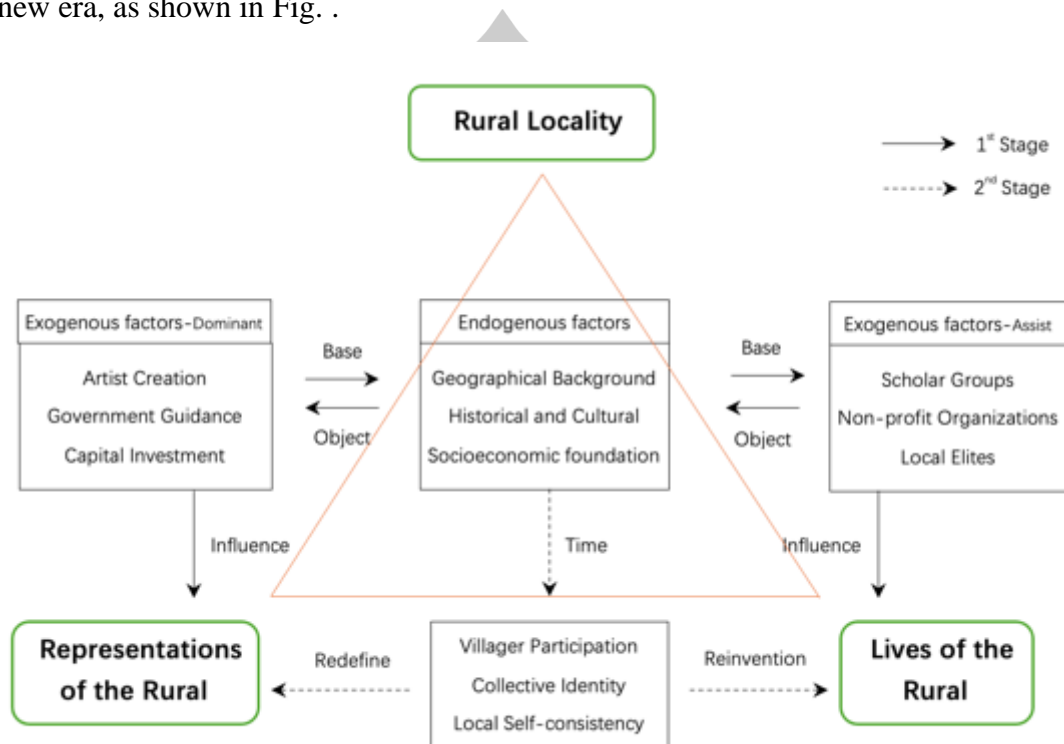 new era, as shown in Fig. .
Rural Locality
1st Stage
2nd Stage
Exogenous factors-Dominant
Artist Creation
Government Guidance
Capital Investment
Base
Object
Endogenous factors
Geographical Background
Historical and Cultural
Socioeconomic foundation
Base
Object
Exogenous factors-Assist
Scholar Groups
Non-profit Organizations
Local Elites
Influence
Time
Influence
Representations
of the Rural
Redefine
Villager Participation
Collective Identity
Local Self-consistency
Reinvention
Lives of the
Rural